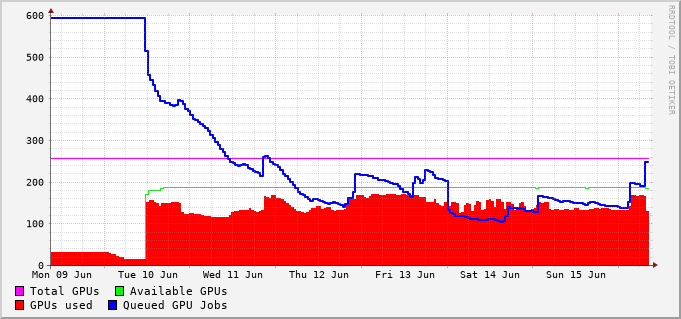 600
500
400
300
200
100
0
Mon 09 Jun Tue 10 Jun Wed 11 Jun Thu 12 Jun Fri 13 Jun Sat 14 Jun Sun 15 Jun
Total GPUs Available GPUs
GPUs used Queued GPU Jobs
RRDTOOL / TOBI OETIKER